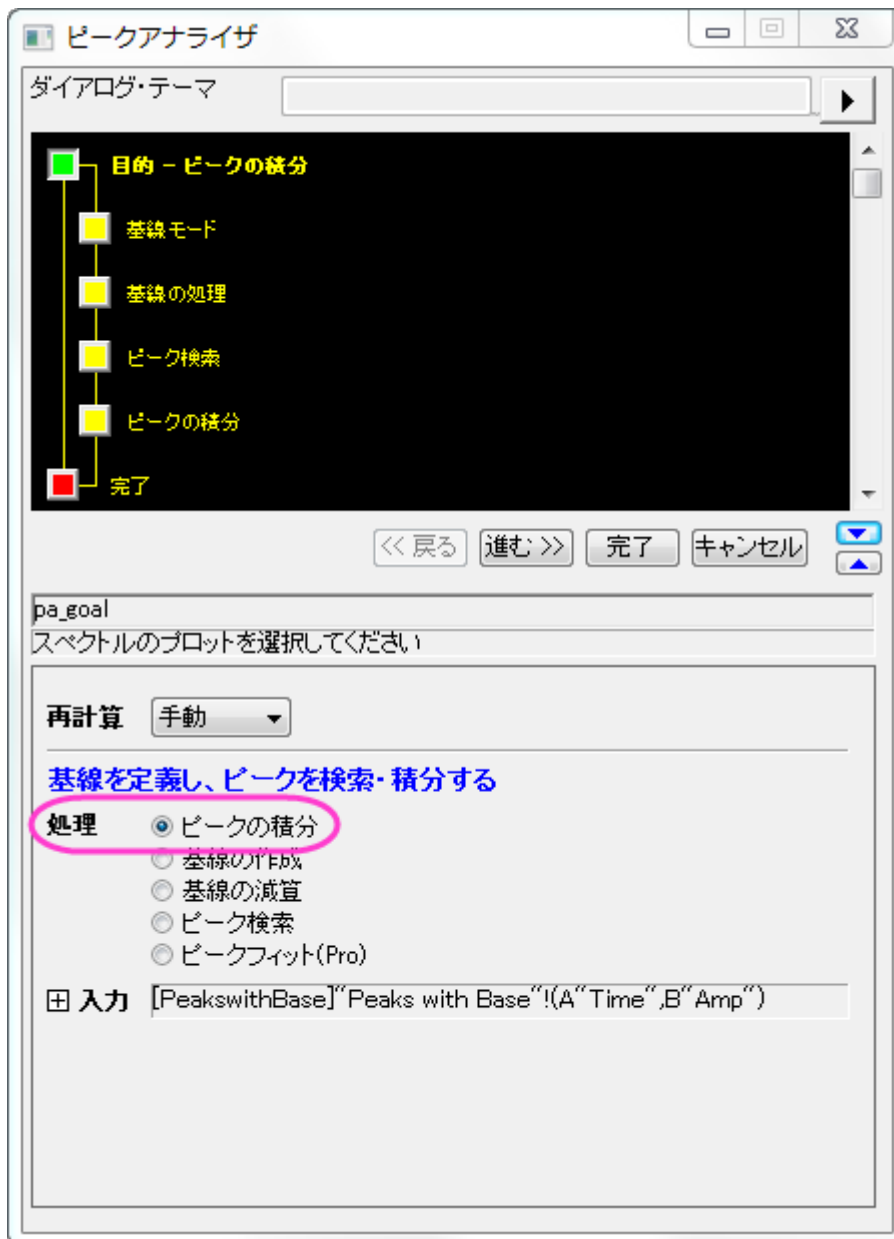 ピークアナライザ
ダイアログ・テーマ
目的 - ピークの積分
基線モード
基線の処理
ピーク検索
ピークの積分
完了
<< 戻る 進む >> 完了 キャンセル
pa_goal
スペクトルのプロットを選択してください
再計算 手動
基線を定義し、ピークを検索・積分する
処理 ピークの積分
基線の作成
基線の減算
ピーク検索
ピークフィット(Pro)
入力 [PeakswithBase]"Peaks with Base"!(A"Time",B"Amp")